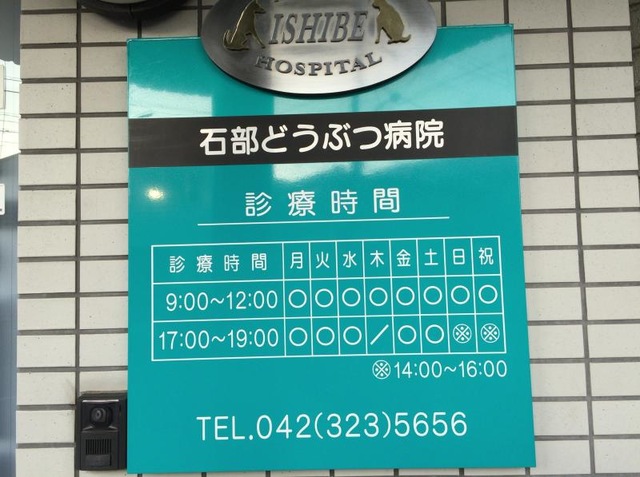 ISHIBE
HOSPITAL
石部どうぶつ病院
診療時間
診療時間 月 火 水 木 金 土 日 祝
9:00〜12:00 ○ ○ ○ ○ ○ ○ ○ ○
17:00〜19:00 ○ ○ ○ / ○ ○ ※ ※
※14:00〜16:00
TEL.042(323)5656